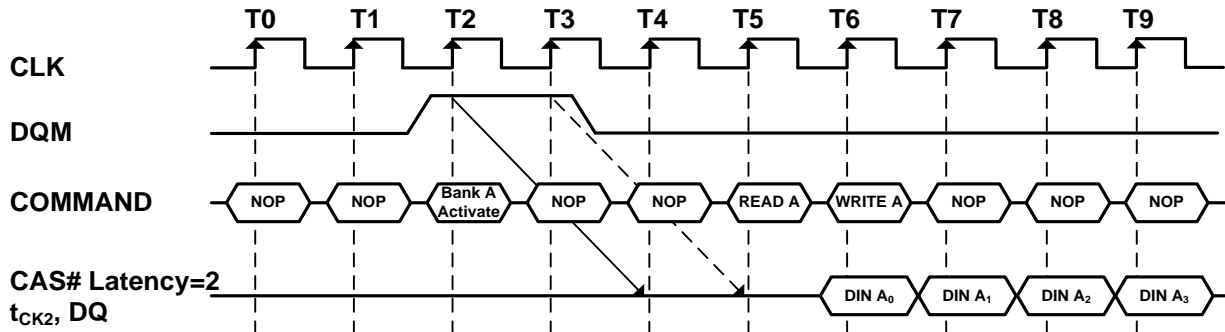 T0 T1 T2 T3 T4 T5 T6 T7 T8 T9
CLK
DQM
COMMAND NOP NOP Bank A Activate NOP NOP READ A WRITE A NOP NOP NOP
CAS# Latency=2
tCK2, DQ DIN A0 DIN A1 DIN A2 DIN A3